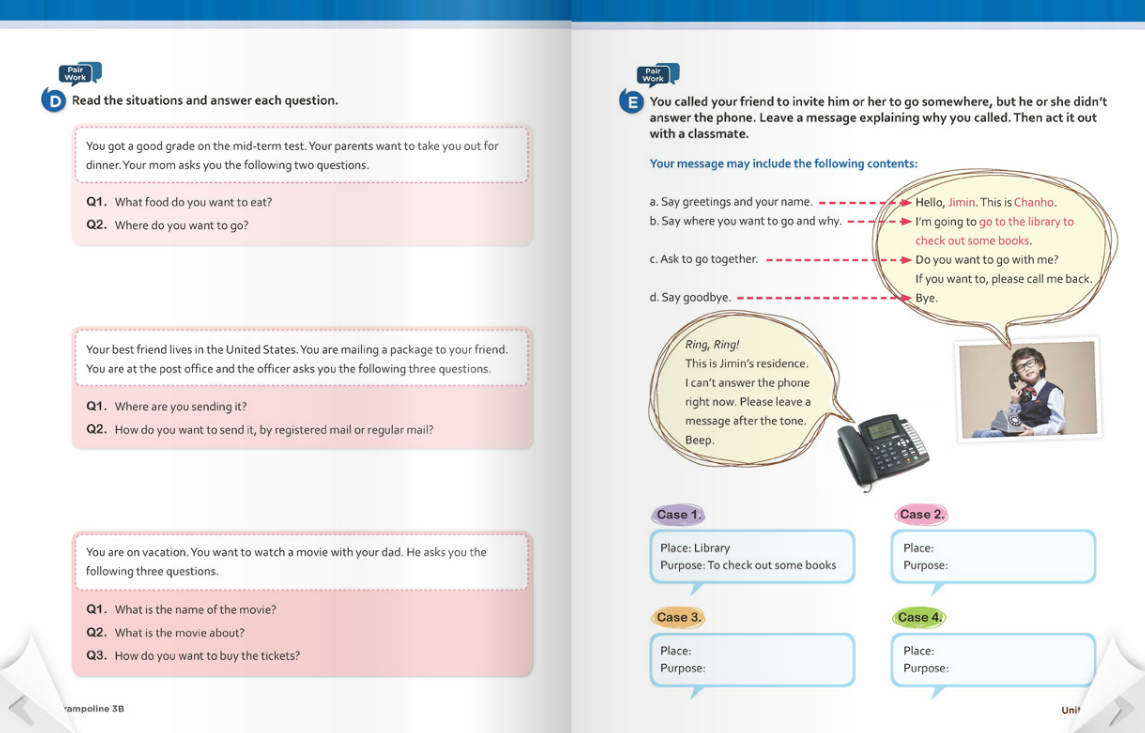 Pair
Work
D
Read the situations and answer each question.
You got a good grade on the mid-term test. Your parents want to take you out for
dinner. Your mom asks you the following two questions.
Q1. What food do you want to eat?
Q2. Where do you want to go?
Your best friend lives in the United States. You are mailing a package to your friend.
You are at the post office and the officer asks you the following three questions.
Q1. Where are you sending it?
Q2. How do you want to send it, by registered mail or regular mail?
You are on vacation. You want to watch a movie with your dad. He asks you the
following three questions.
Q1. What is the name of the movie?
Q2. What is the movie about?
Q3. How do you want to buy the tickets?
rampoline 3B
Pair
Work
E
You called your friend to invite him or her to go somewhere, but he or she didn't
answer the phone. Leave a message explaining why you called. Then act it out
with a classmate.
Your message may include the following contents:
a. Say greetings and your name.
Hello, Jimin. This is Chanho.
b. Say where you want to go and why.
I'm going to go to the library to
check out some books.
c. Ask to go together.
Do you want to go with me?
If you want to, please call me back.
d. Say goodbye.
Bye.
Ring, Ring!
This is Jimin's residence.
I can't answer the phone
right now. Please leave a
message after the tone.
Beep.
Case 1.
Place: Library
Purpose: To check out some books
Case 2.
Place:
Purpose:
Case 3.
Place:
Purpose:
Case 4.
Place:
Purpose:
Unit